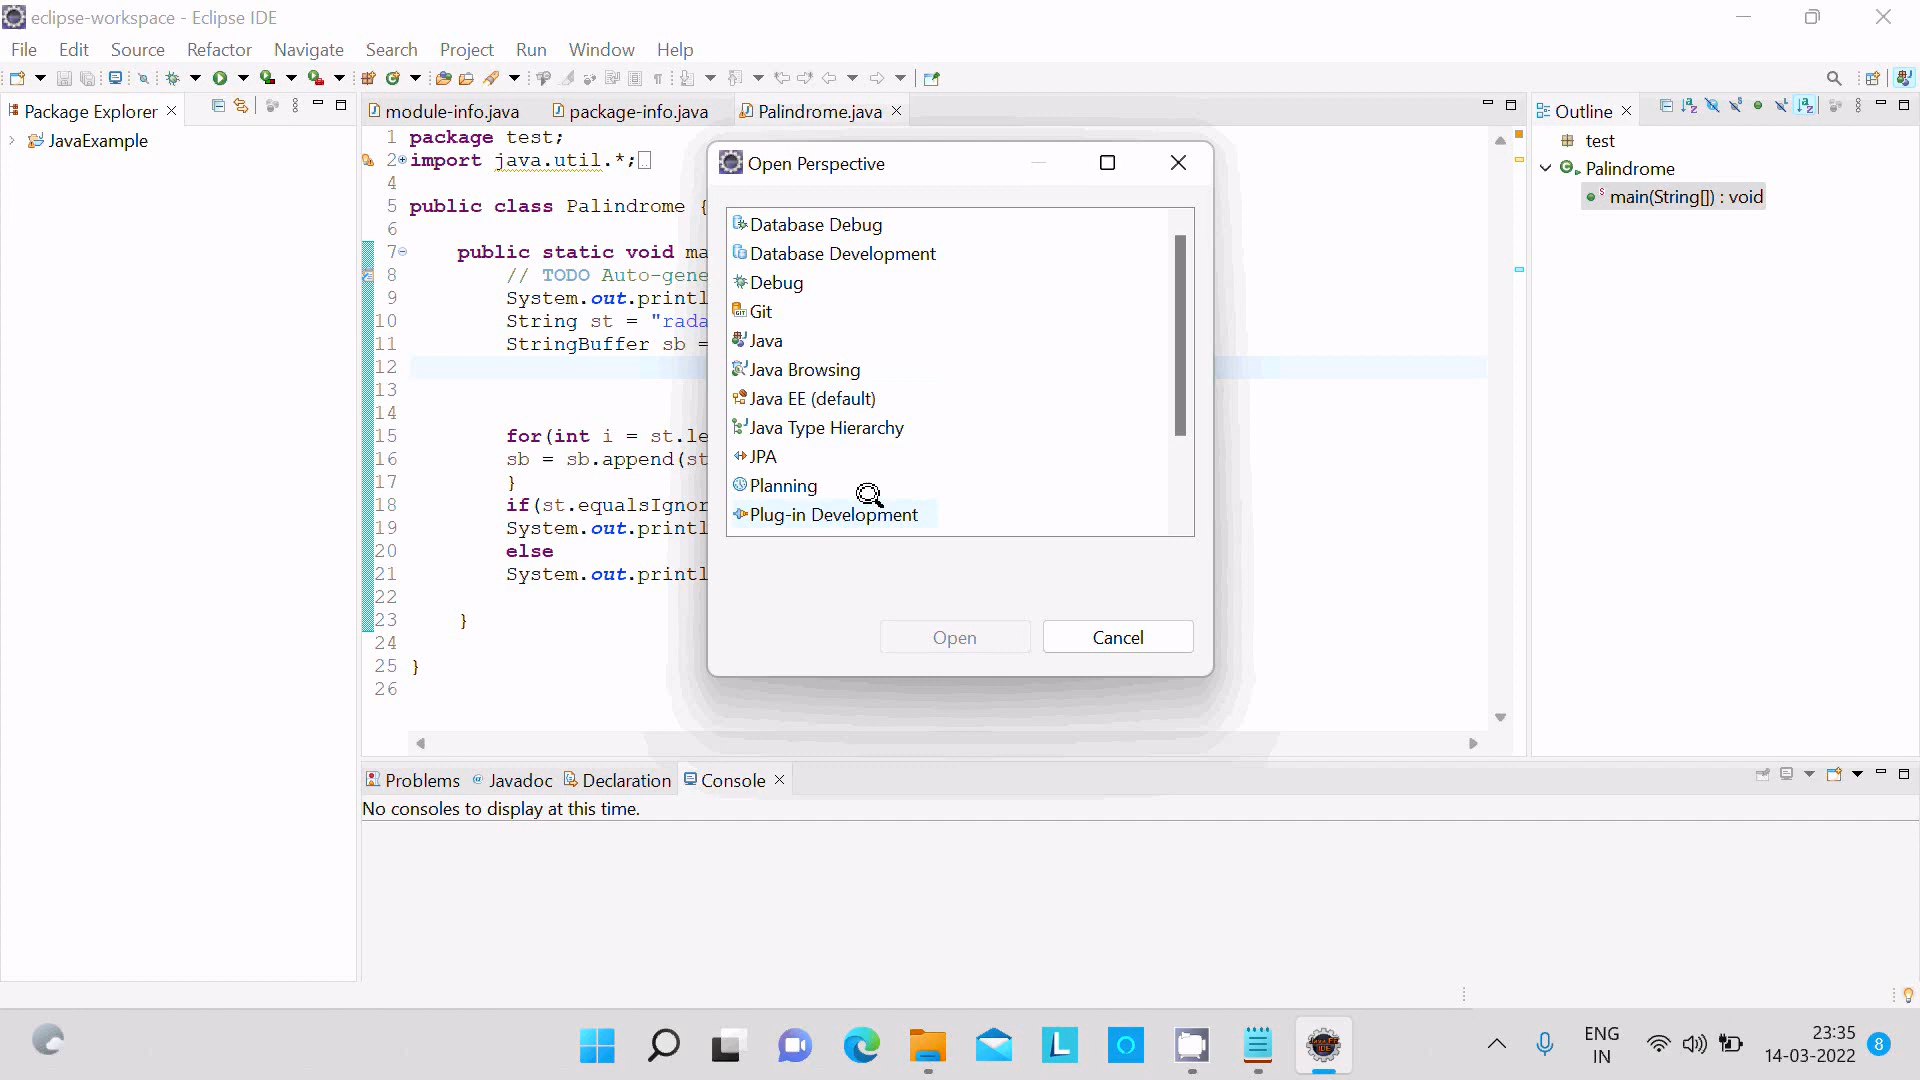 eclipse-workspace - Eclipse IDE
File Edit Source Refactor Navigate Search Project Run Window Help
Package Explorer
JavaExample
module-info.java package-info.java Palindrome.java
1 package test;
2 import java.util.*;
4
5 public class Palindrome {
6
7 public static void ma
8 // TODO Auto-gene
9 System.out.printl
10 String st = "rada
11 StringBuffer sb =
12
13
14
15 for(int i = st.le
16 sb = sb.append(st
17 }
18 if(st.equalsIgnor
19 System.out.printl
20 else
21 System.out.printl
22
23 }
24
25 }
26
Open Perspective
Database Debug
Database Development
Debug
Git
Java
Java Browsing
Java EE (default)
Java Type Hierarchy
JPA
Planning
Plug-in Development
Open Cancel
Outline
test
Palindrome
main(String[]) : void
Problems Javadoc Declaration Console
No consoles to display at this time.
ENG
IN
23:35
14-03-2022
8